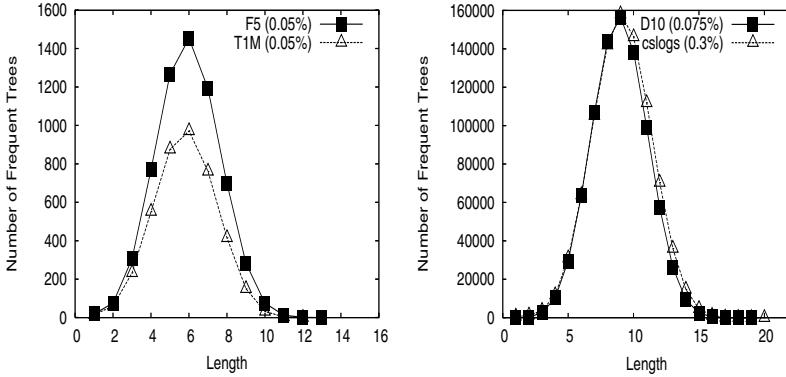 1600
1400
1200
1000
800
600
400
200
0
0 2 4 6 8 10 12 14 16
Number of Frequent Trees
Length
F5 (0.05%)
T1M (0.05%)
160000
140000
120000
100000
80000
60000
40000
20000
0
0 5 10 15 20
Number of Frequent Trees
Length
D10 (0.075%)
cslogs (0.3%)